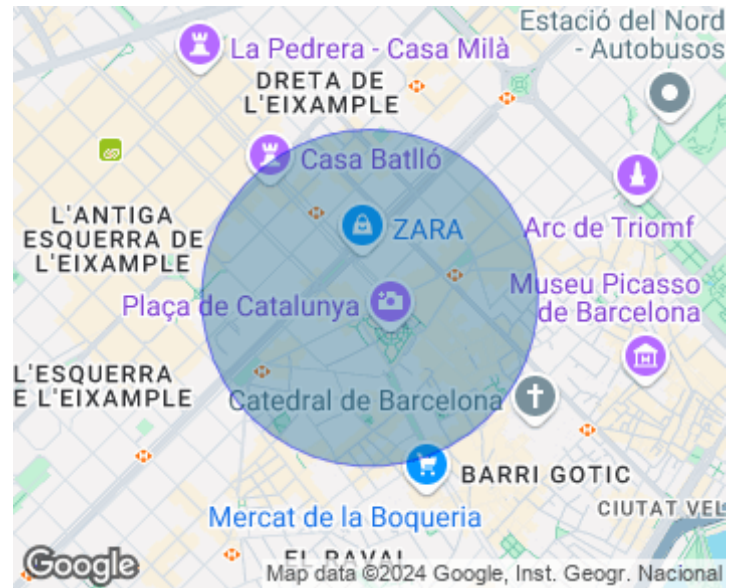 Estació del Nord
- Autobusos
La Pedrera - Casa Milà
DRETA DE
L'EIXAMPLE
Casa Batlló
L'ANTIGA
ESQUERRA DE
L'EIXAMPLE
ZARA
Arc de Triomf
Plaça de Catalunya
Museu Picasso
de Barcelona
L'ESQUERRA
E L'EIXAMPLE
Catedral de Barcelona
BARRI GOTIC
Mercat de la Boqueria
CIUTAT VEL
EL RAVAL
Google
Map data ©2024 Google, Inst. Geogr. Nacional